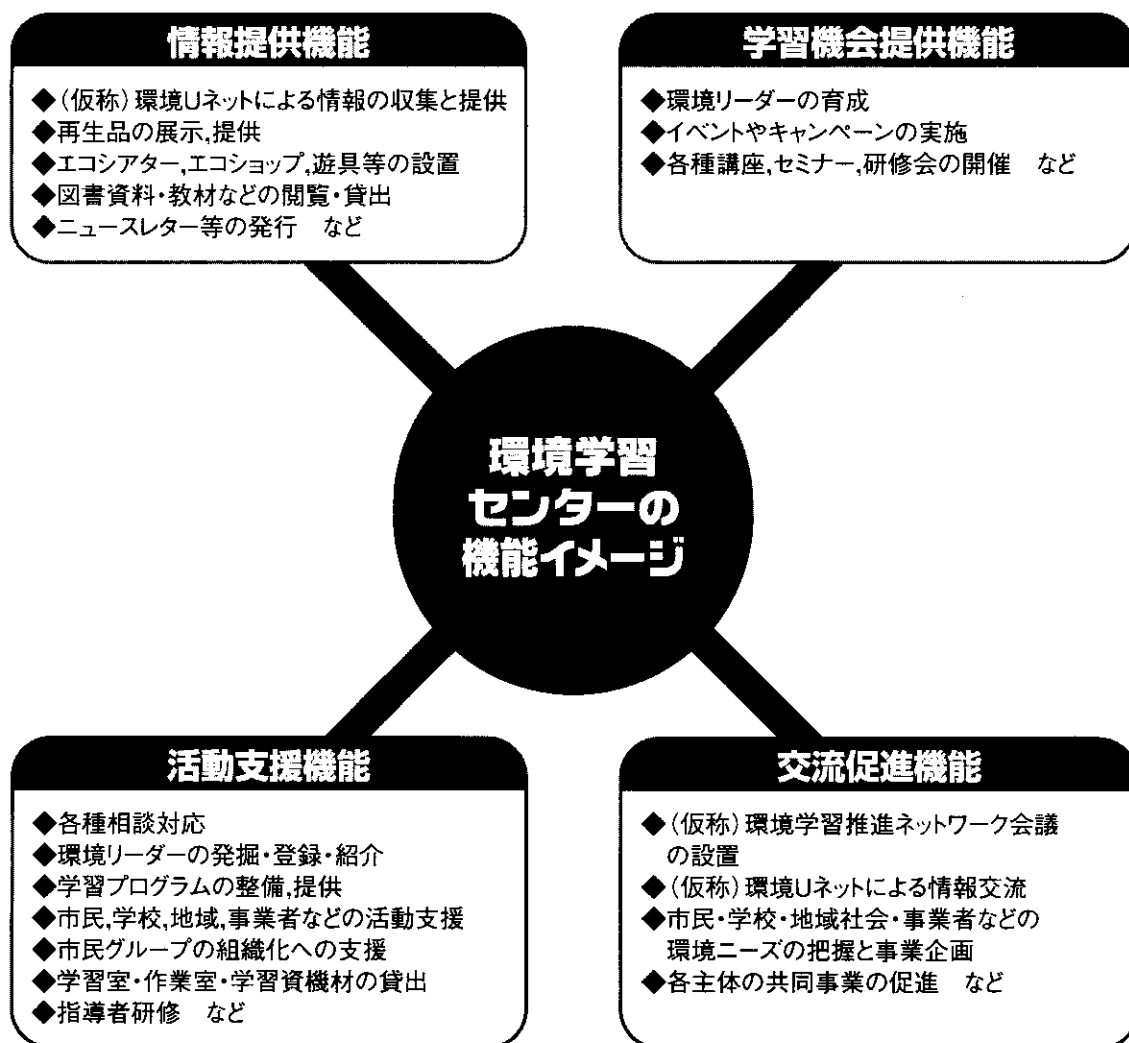 情報提供機能
◆(仮称)環境Uネットによる情報の収集と提供
◆再生品の展示,提供
◆エコシアター,エコショップ,遊具等の設置
◆図書資料・教材などの閲覧・貸出
◆ニュースレター等の発行　など
学習機会提供機能
◆環境リーダーの育成
◆イベントやキャンペーンの実施
◆各種講座,セミナー,研修会の開催　など
環境学習
センターの
機能イメージ
活動支援機能
◆各種相談対応
◆環境リーダーの発掘・登録・紹介
◆学習プログラムの整備,提供
◆市民,学校,地域,事業者などの活動支援
◆市民グループの組織化への支援
◆学習室・作業室・学習資機材の貸出
◆指導者研修　など
交流促進機能
◆(仮称)環境学習推進ネットワーク会議
の設置
◆(仮称)環境Uネットによる情報交流
◆市民・学校・地域社会・事業者などの
環境ニーズの把握と事業企画
◆各主体の共同事業の促進　など